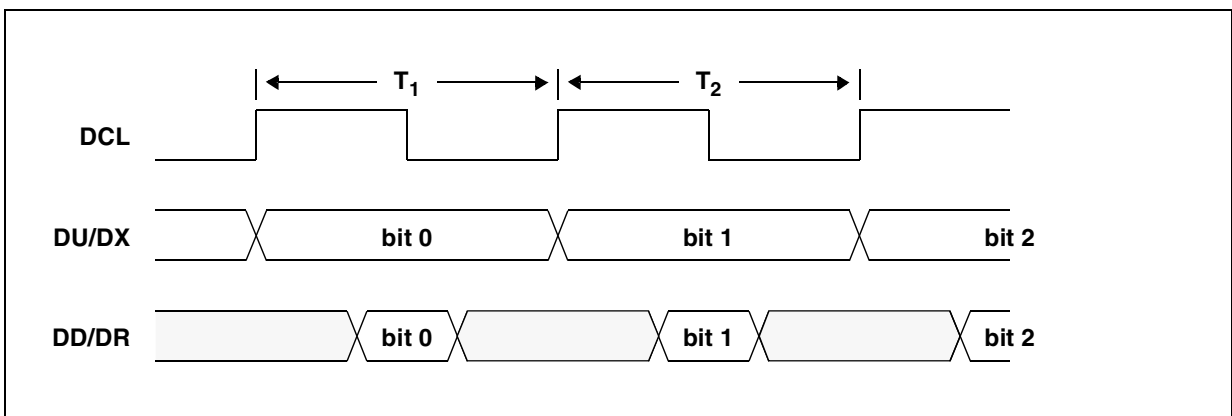 T1 T2
DCL
DU/DX bit 0 bit 1 bit 2
DD/DR bit 0 bit 1 bit 2